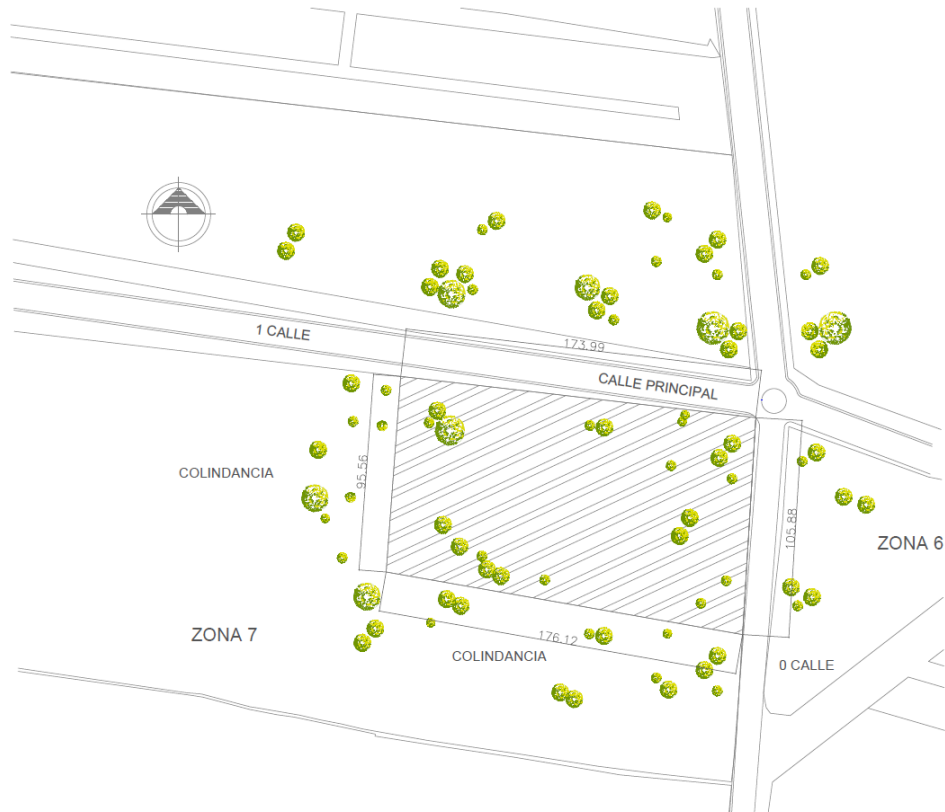 1 CALLE
173.99
CALLE PRINCIPAL
COLINDANCIA
95.56
105.88
ZONA 6
ZONA 7
176.12
COLINDANCIA
0 CALLE